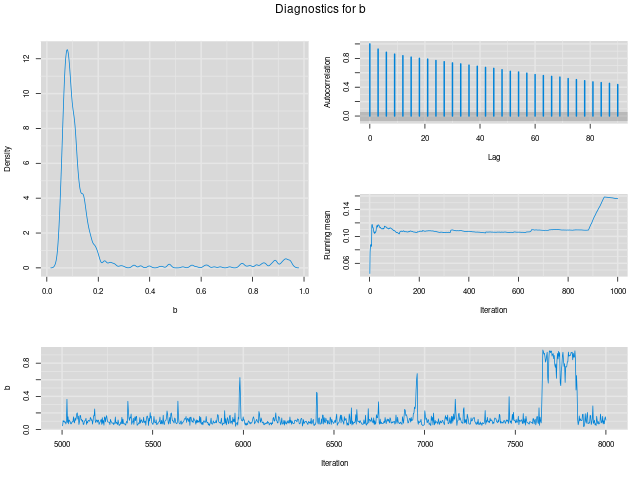 Diagnostics for b
Density
0 2 4 6 8 10 12
0.0 0.2 0.4 0.6 0.8 1.0
b
Autocorrelation
0.0 0.4 0.8
0 20 40 60 80
Lag
Running mean
0.06 0.10 0.14
0 200 400 600 800 1000
Iteration
b
0.0 0.4 0.8
5000 5500 6000 6500 7000 7500 8000
Iteration